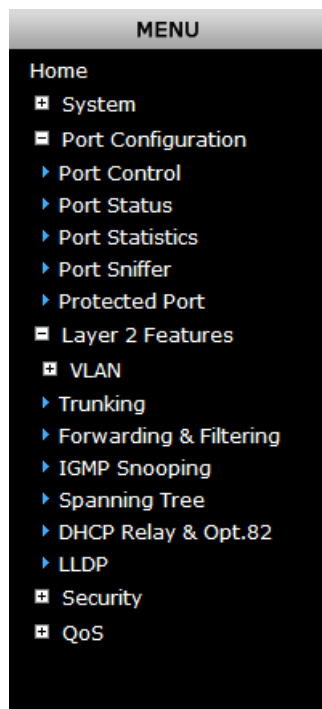 MENU
Home
System
Port Configuration
Port Control
Port Status
Port Statistics
Port Sniffer
Protected Port
Layer 2 Features
VLAN
Trunking
Forwarding & Filtering
IGMP Snooping
Spanning Tree
DHCP Relay & Opt.82
LLDP
Security
QoS